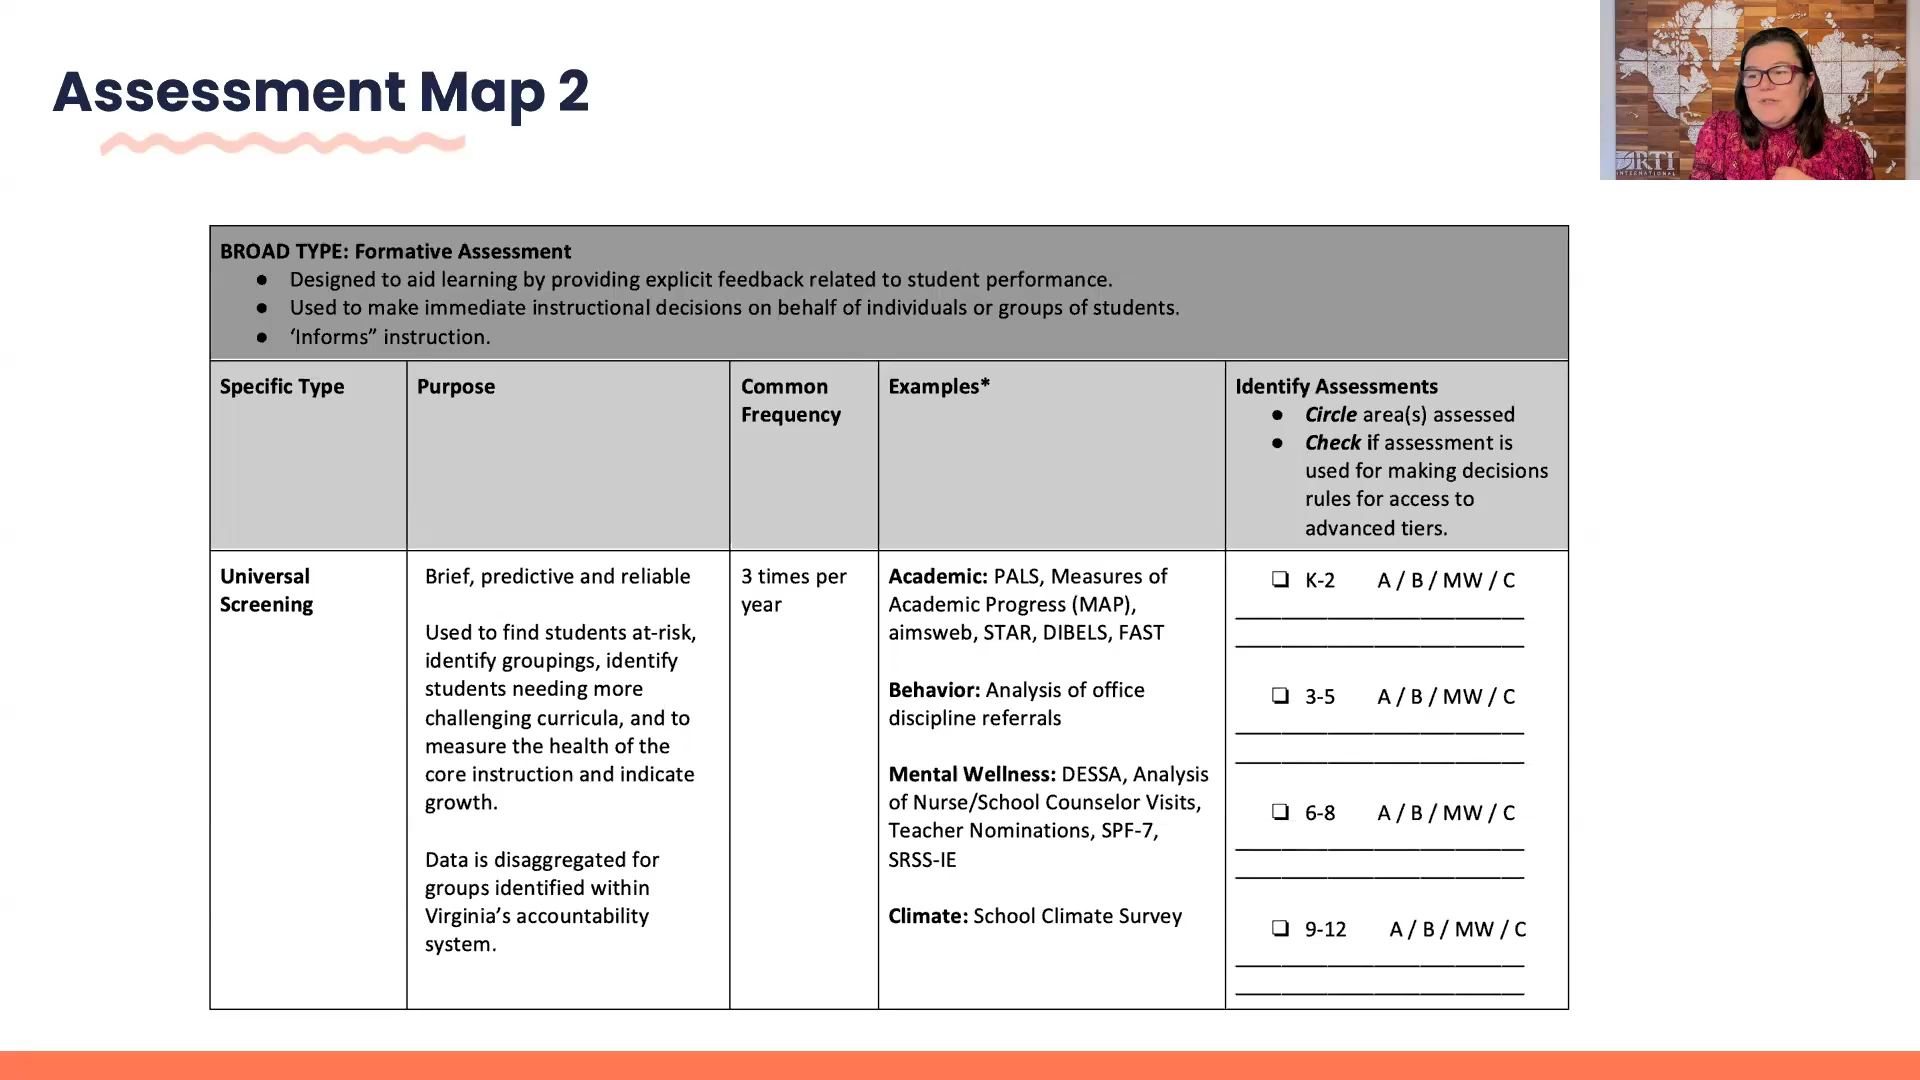 Assessment Map 2
RTI
INTERNATIONAL
BROAD TYPE: Formative Assessment
● Designed to aid learning by providing explicit feedback related to student performance.
● Used to make immediate instructional decisions on behalf of individuals or groups of students.
● ‘Informs” instruction.
Specific Type
Purpose
Common
Frequency
Examples*
Identify Assessments
● Circle area(s) assessed
● Check if assessment is
used for making decisions
rules for access to
advanced tiers.
Universal
Screening
Brief, predictive and reliable
Used to find students at-risk,
identify groupings, identify
students needing more
challenging curricula, and to
measure the health of the
core instruction and indicate
growth.
Data is disaggregated for
groups identified within
Virginia’s accountability
system.
3 times per
year
Academic: PALS, Measures of
Academic Progress (MAP),
aimsweb, STAR, DIBELS, FAST
Behavior: Analysis of office
discipline referrals
Mental Wellness: DESSA, Analysis
of Nurse/School Counselor Visits,
Teacher Nominations, SPF-7,
SRSS-IE
Climate: School Climate Survey
❏ K-2 A / B / MW / C
❏ 3-5 A / B / MW / C
❏ 6-8 A / B / MW / C
❏ 9-12 A / B / MW / C